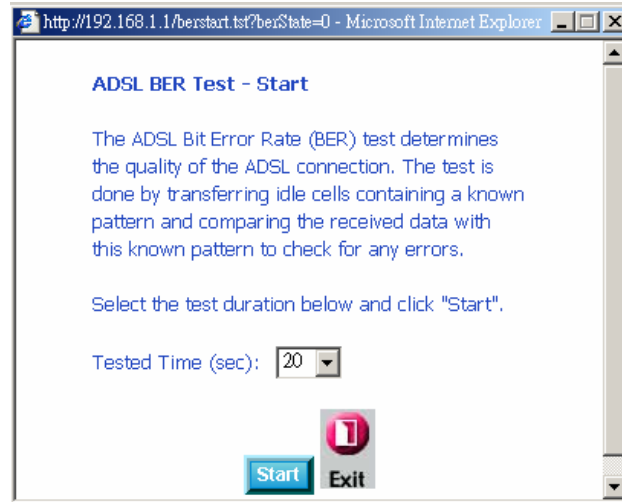 http://192.168.1.1/berstart.tst?berState=0 - Microsoft Internet Explorer
ADSL BER Test - Start
The ADSL Bit Error Rate (BER) test determines
the quality of the ADSL connection. The test is
done by transferring idle cells containing a known
pattern and comparing the received data with
this known pattern to check for any errors.
Select the test duration below and click "Start".
Tested Time (sec): 20
Start
Exit